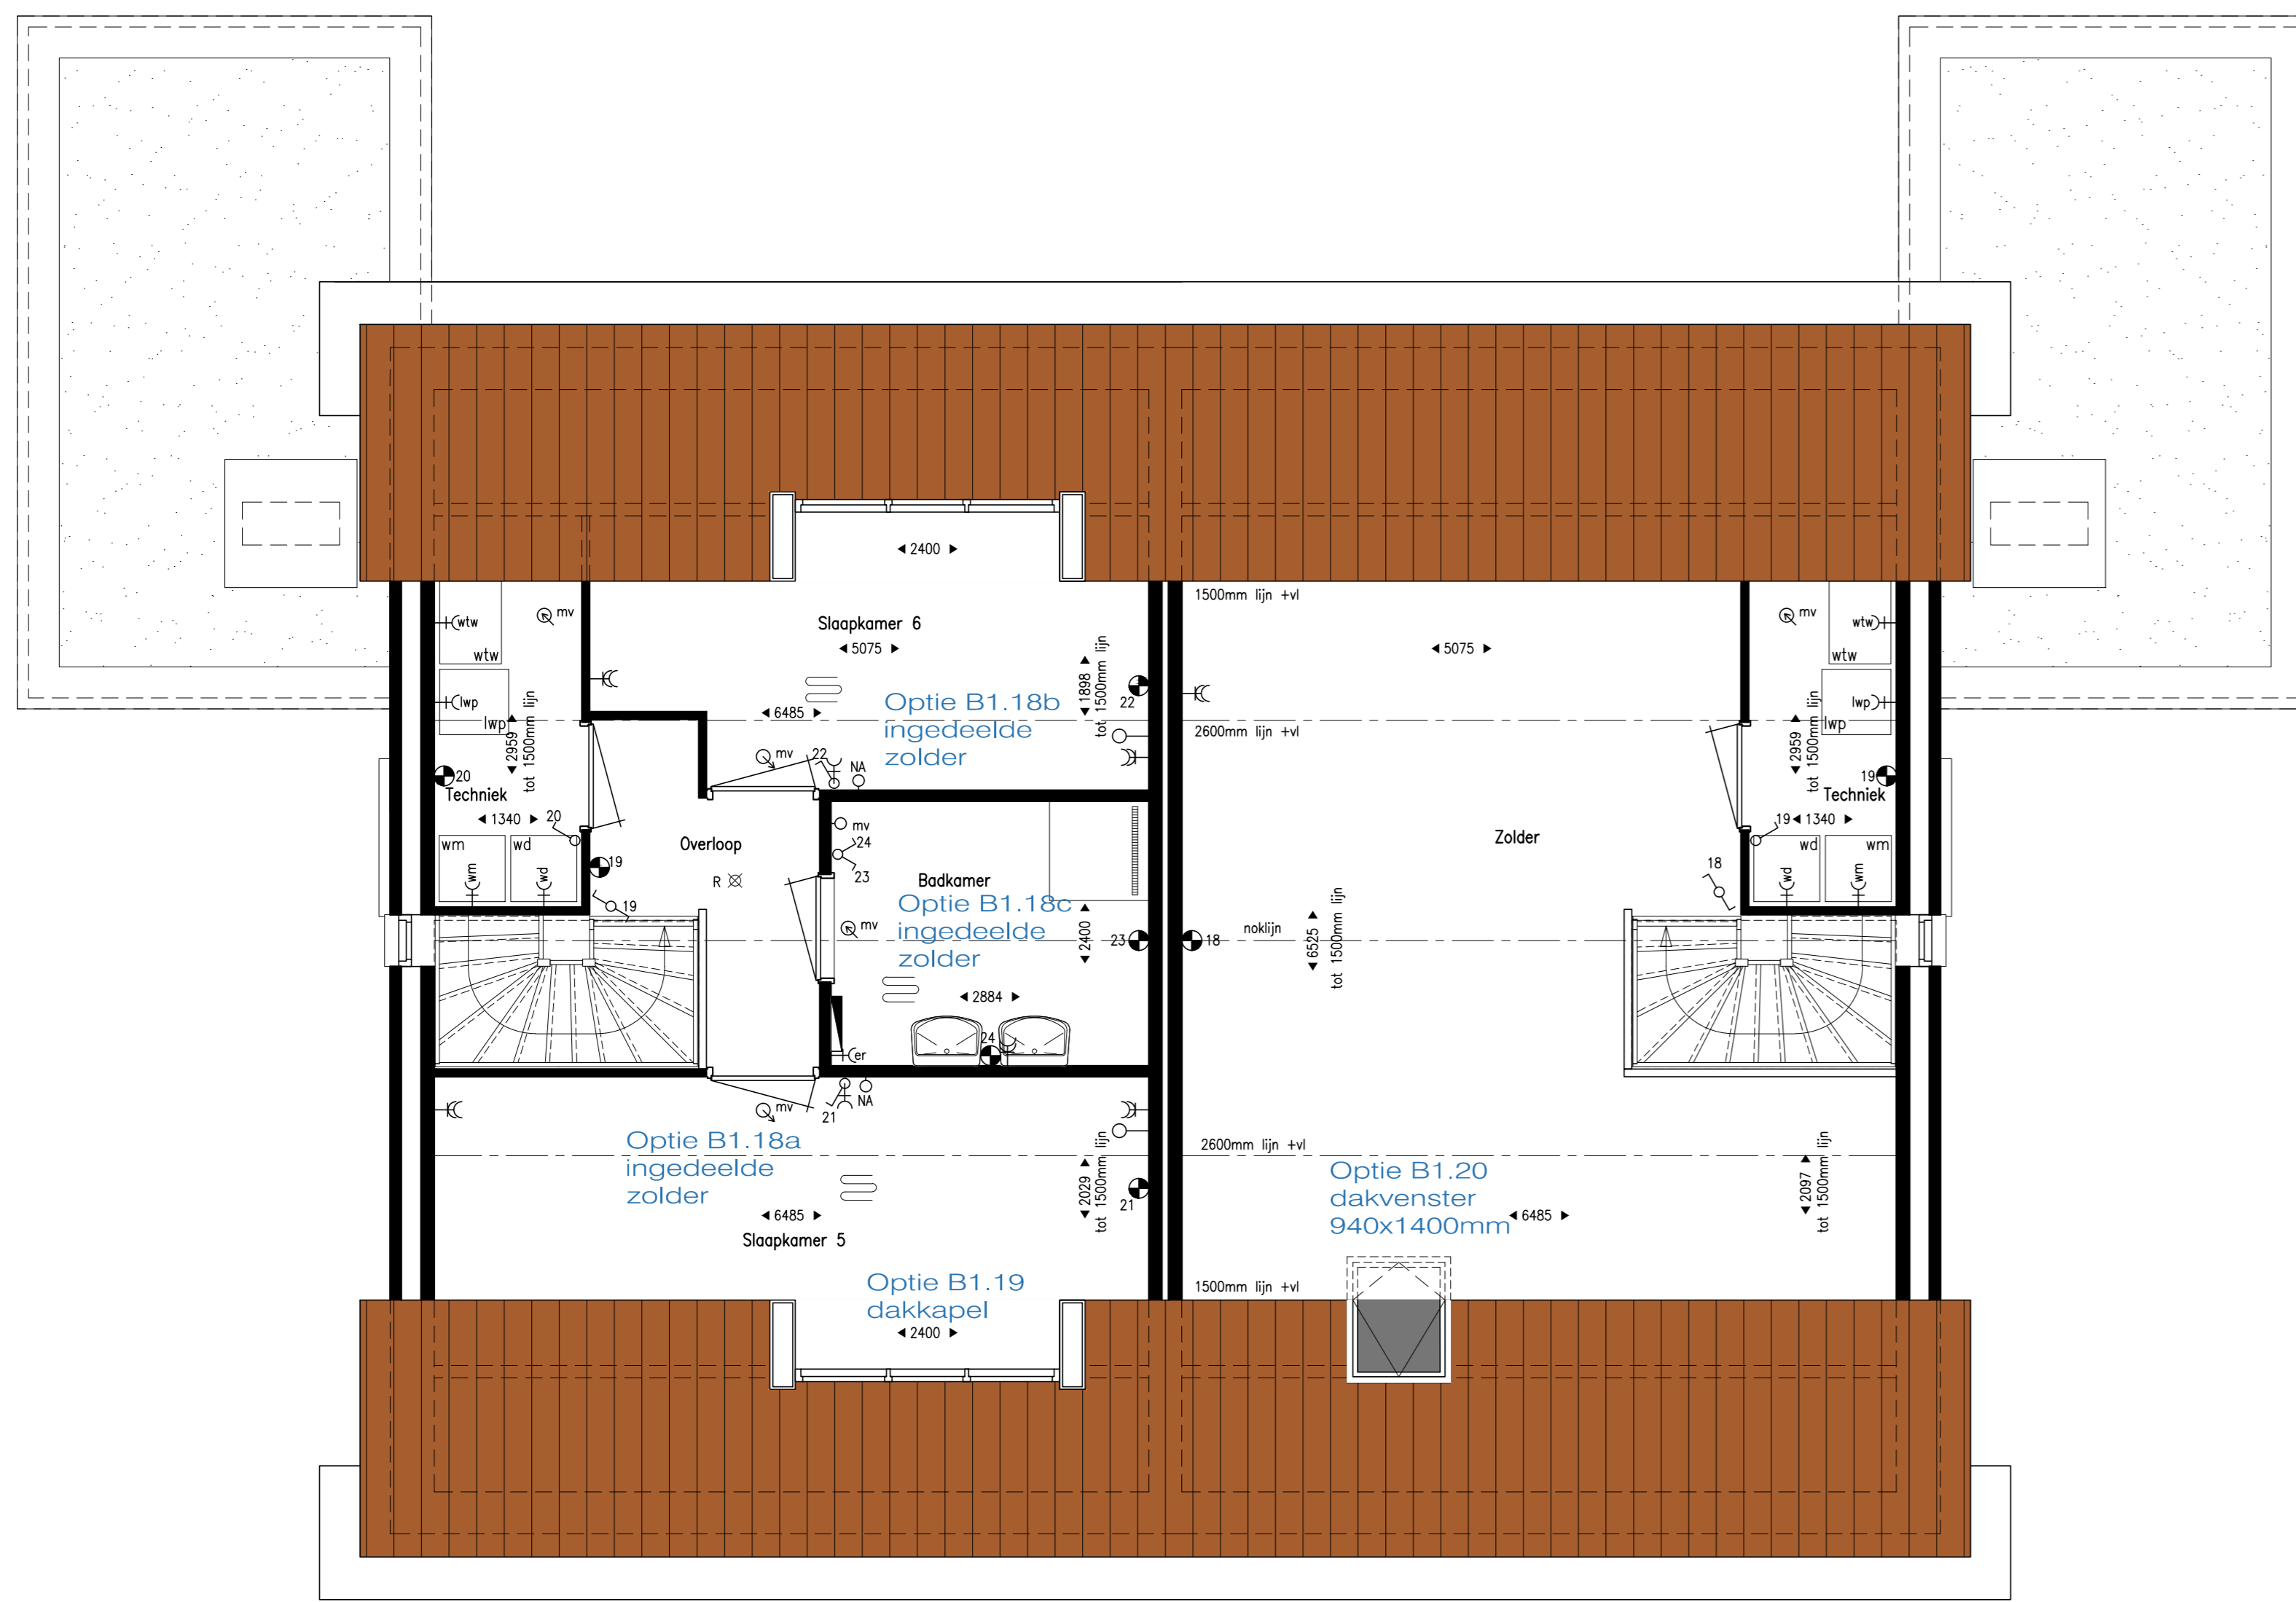 2400
Slaapkamer 6
5075
wtw
wtw
mv
lwp
lwp
2959
tot 1500mm lijn
6485
Optie B1.18b
ingedeelde
zolder
1898
tot 1500mm lijn
22
mv
22
NA
20
Techniek
1340
20
wm
wd
wm
wd
19
19
Overloop
R
mv
24
23
Badkamer
Optie B1.18c
ingedeelde
zolder
mv
2400
23
2884
24
er
21
NA
mv
Optie B1.18a
ingedeelde
zolder
2029
tot 1500mm lijn
21
6485
Slaapkamer 5
Optie B1.19
dakkapel
2400
1500mm lijn +vl
5075
2600mm lijn +vl
mv
wtw
wtw
lwp
lwp
2959
tot 1500mm lijn
19
Techniek
19
1340
wd
wm
wd
wm
Zolder
18
noklijn
18
6525
tot 1500mm lijn
2600mm lijn +vl
Optie B1.20
dakvenster
940x1400mm
6485
2097
tot 1500mm lijn
1500mm lijn +vl